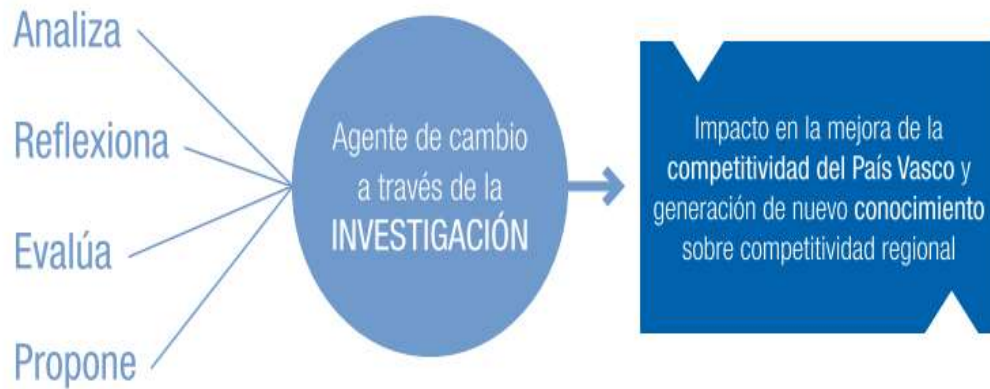 Analiza
Reflexiona
Evalúa
Propone
Agente de cambio
a través de la
INVESTIGACIÓN
Impacto en la mejora de la
competitividad del País Vasco y
generación de nuevo conocimiento
sobre competitividad regional